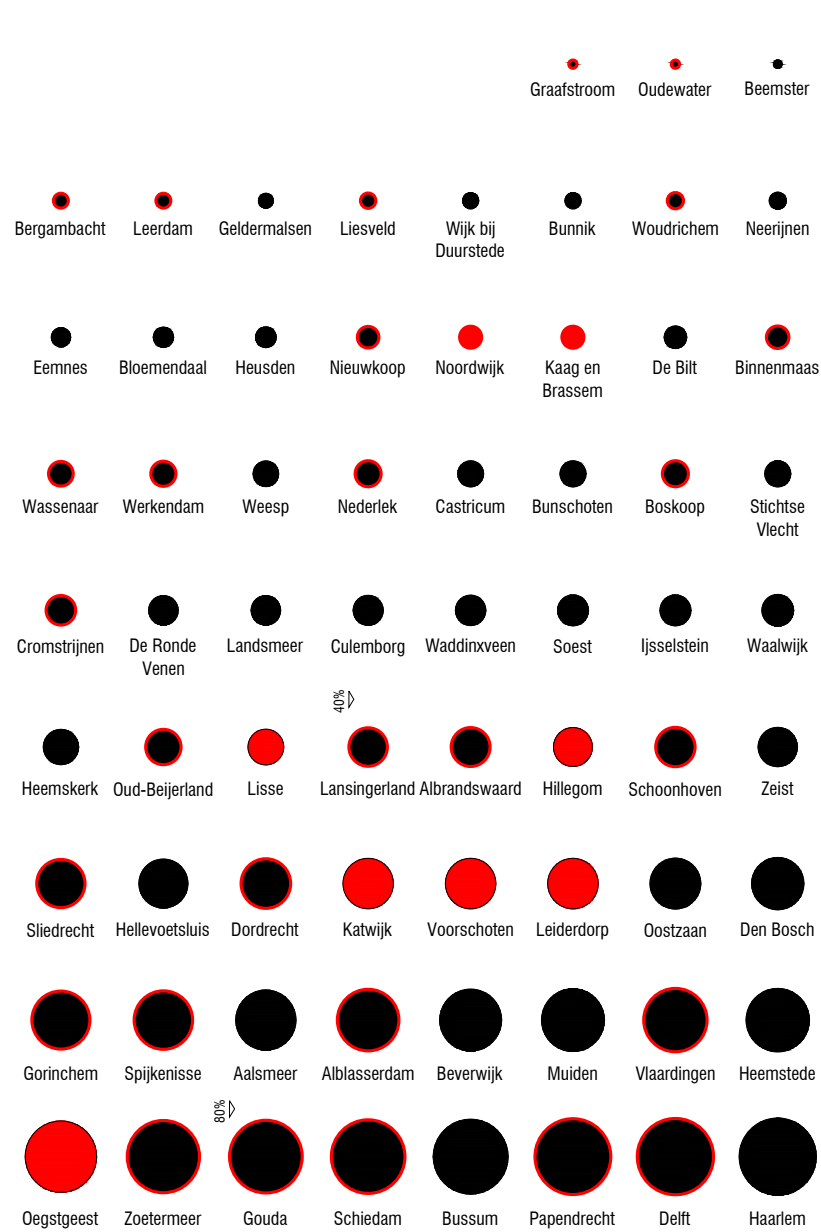 Graafstroom Oudewater Beemster
Bergambacht Leerdam Geldermalsen Liesveld Wijk bij Bunnik Woudrichem Neerijnen
Duurstede
Eemnes Bloemendaal Heusden Nieuwkoop Noordwijk Kaag en De Bilt Binnenmaas
Brassem
Wassenaar Werkendam Weesp Nederlek Castricum Bunschoten Boskoop Stichtse
Vlecht
Cromstrijnen De Ronde Landsmeer Culemborg Waddinxveen Soest Ijsselstein Waalwijk
Venen
40%
Heemskerk Oud-Beijerland Lisse Lansingerland Albrandswaard Hillegom Schoonhoven Zeist
Sliedrecht Hellevoetsluis Dordrecht Katwijk Voorschoten Leiderdorp Oostzaan Den Bosch
Gorinchem Spijkenisse Aalsmeer Alblasserdam Beverwijk Muiden Vlaardingen Heemstede
80%
Oegstgeest Zoetermeer Gouda Schiedam Bussum Papendrecht Delft Haarlem